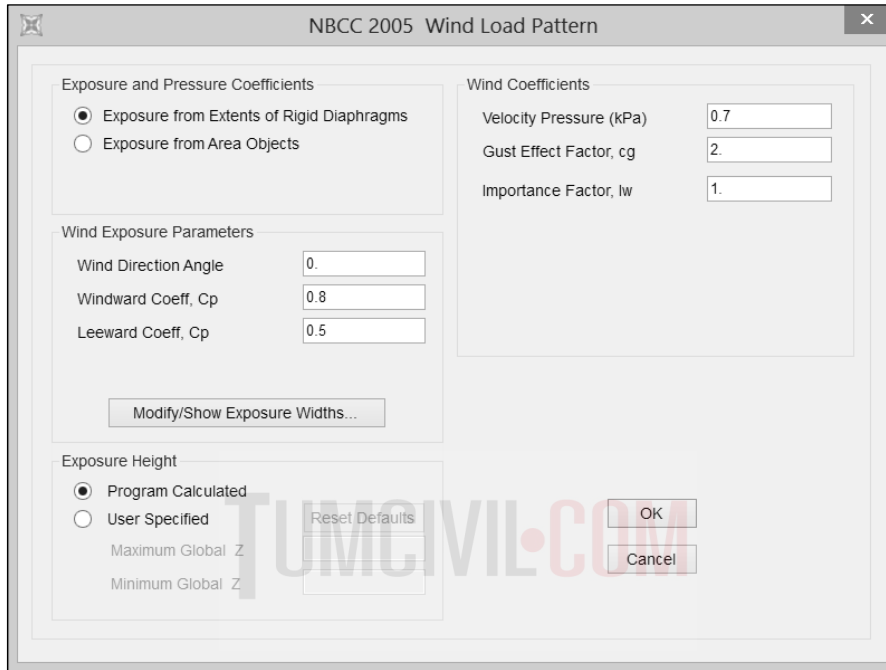 NBCC 2005 Wind Load Pattern
x
Exposure and Pressure Coefficients
Exposure from Extents of Rigid Diaphragms
Exposure from Area Objects
Wind Exposure Parameters
Wind Direction Angle 0.
Windward Coeff, Cp 0.8
Leeward Coeff, Cp 0.5
Modify/Show Exposure Widths...
Exposure Height
Program Calculated
User Specified Reset Defaults
Maximum Global Z
Minimum Global Z
Wind Coefficients
Velocity Pressure (kPa) 0.7
Gust Effect Factor, cg 2.
Importance Factor, Iw 1.
OK
Cancel
TUMCIVIL.COM